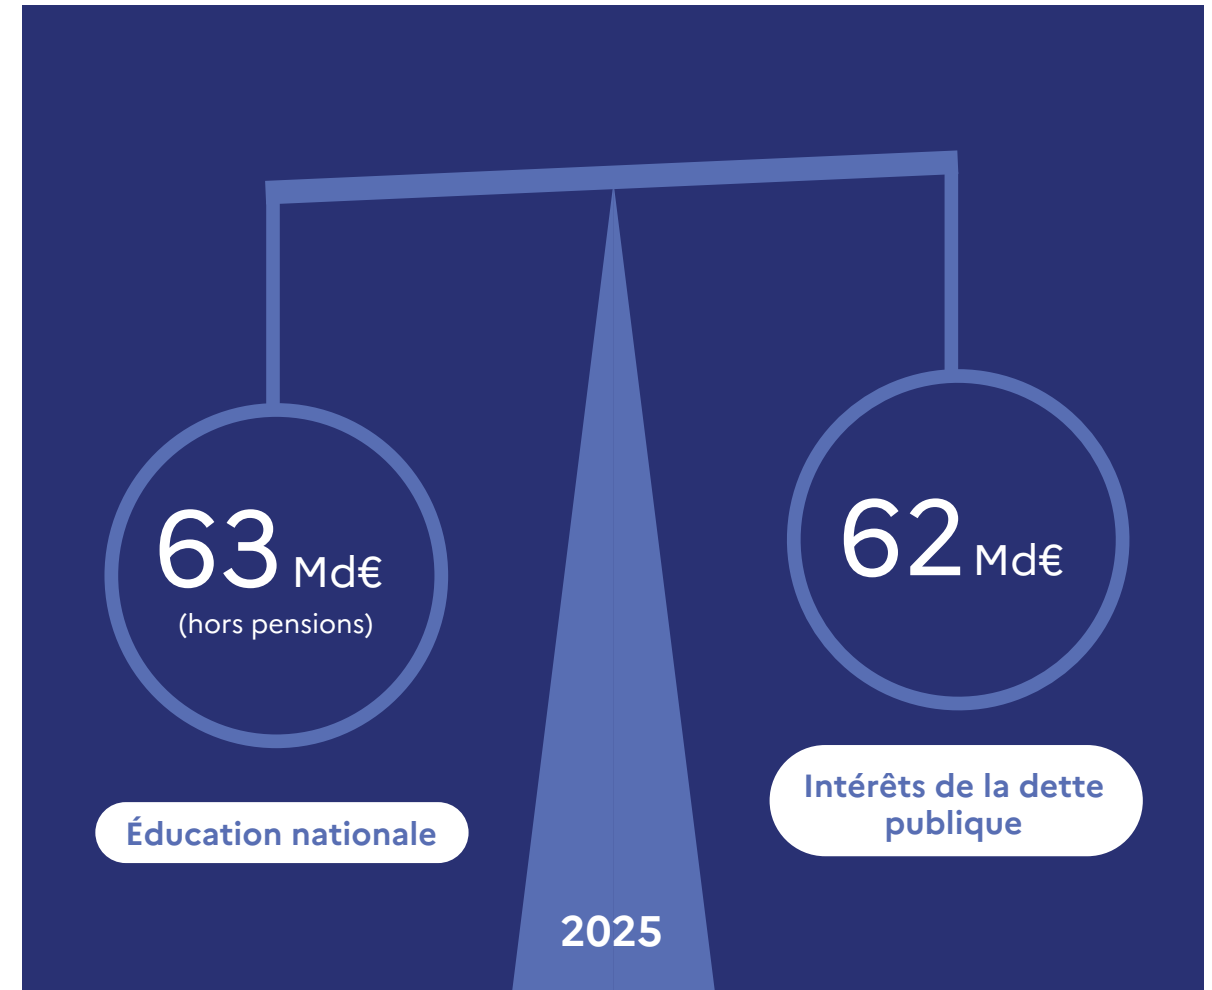 63 Md€
(hors pensions)
Éducation nationale
62 Md€
Intérêts de la dette
publique
2025